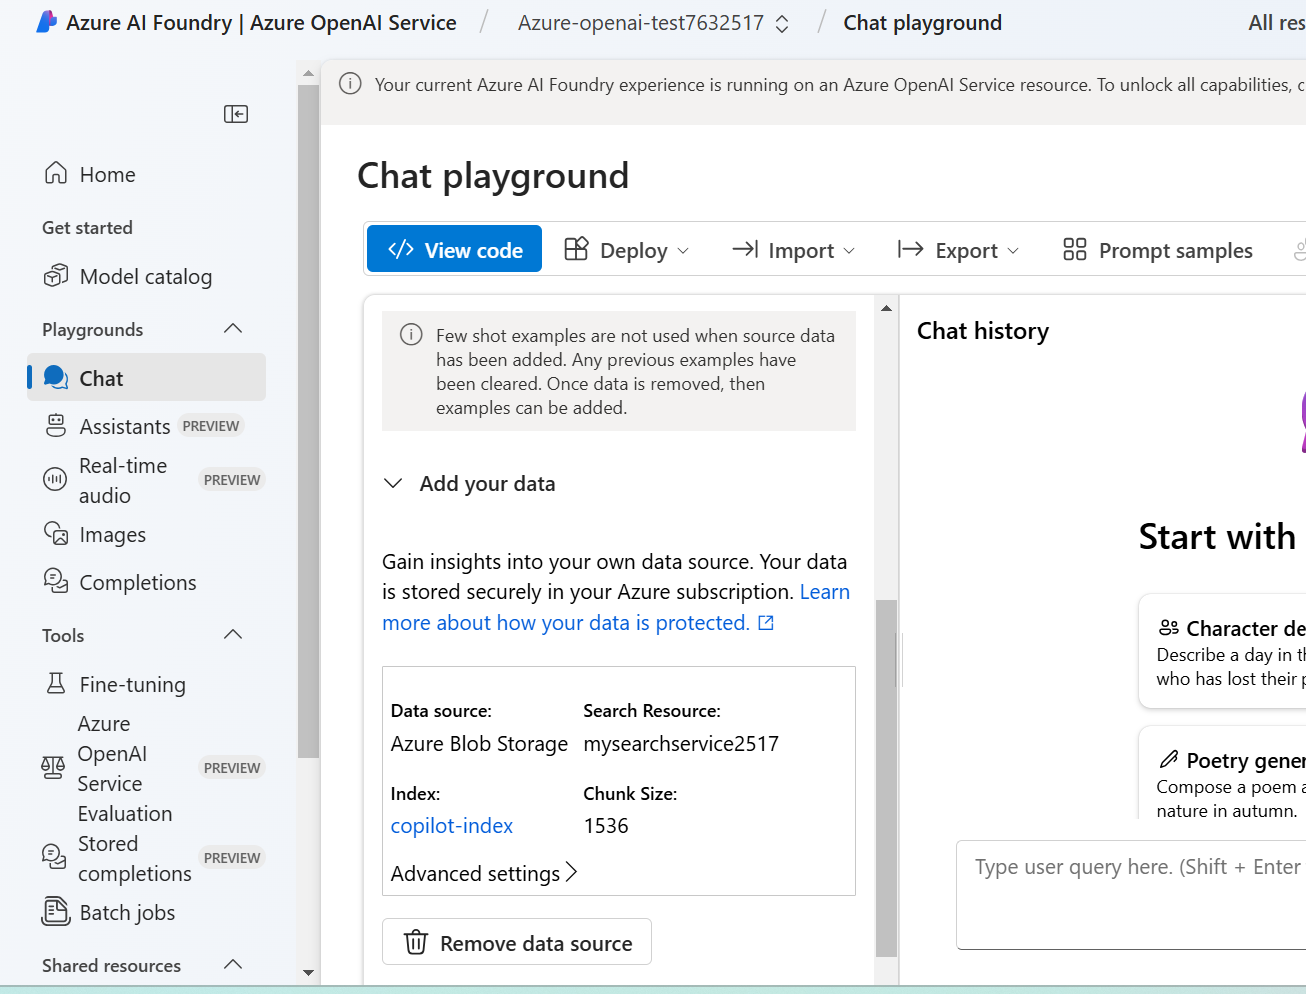 Azure AI Foundry | Azure OpenAI Service / Azure-openai-test7632517 / Chat playground All res
Your current Azure AI Foundry experience is running on an Azure OpenAI Service resource. To unlock all capabilities, c
Home
Get started
Model catalog
Playgrounds
Chat
Assistants PREVIEW
Real-time
audio
PREVIEW
Images
Completions
Tools
Fine-tuning
Azure
OpenAI
Service
Evaluation
PREVIEW
Stored
completions
PREVIEW
Batch jobs
Shared resources
Chat playground
View code Deploy Import Export Prompt samples
Few shot examples are not used when source data
has been added. Any previous examples have
been cleared. Once data is removed, then
examples can be added.
Add your data
Gain insights into your own data source. Your data
is stored securely in your Azure subscription. Learn
more about how your data is protected.
Data source: Search Resource:
Azure Blob Storage mysearchservice2517
Index: Chunk Size:
copilot-index 1536
Advanced settings
Remove data source
Chat history
Start with
Character de
Describe a day in th
who has lost their p
Poetry gener
Compose a poem a
nature in autumn.
Type user query here. (Shift + Enter